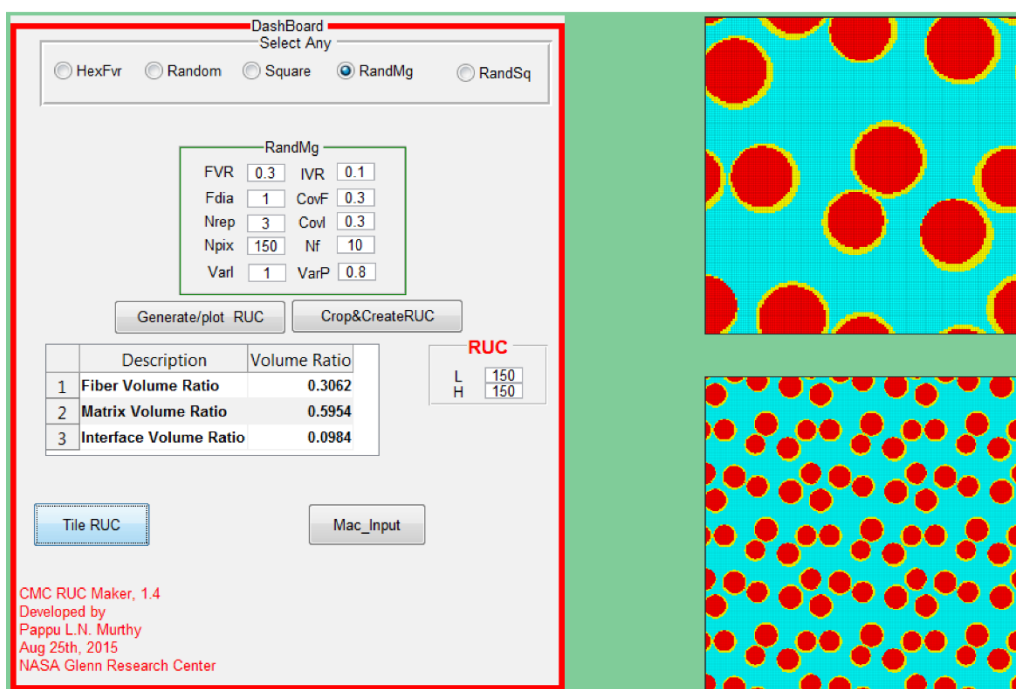 DashBoard
Select Any
HexFvr Random Square RandMg RandSq
RandMg
FVR 0.3 IVR 0.1
Fdia 1 CovF 0.3
Nrep 3 CovI 0.3
Npix 150 Nf 10
VarI 1 VarP 0.8
Generate/plot RUC Crop&CreateRUC
Description Volume Ratio
1 Fiber Volume Ratio 0.3062
2 Matrix Volume Ratio 0.5954
3 Interface Volume Ratio 0.0984
RUC
L 150
H 150
Tile RUC Mac_Input
CMC RUC Maker, 1.4
Developed by
Pappu L.N. Murthy
Aug 25th, 2015
NASA Glenn Research Center